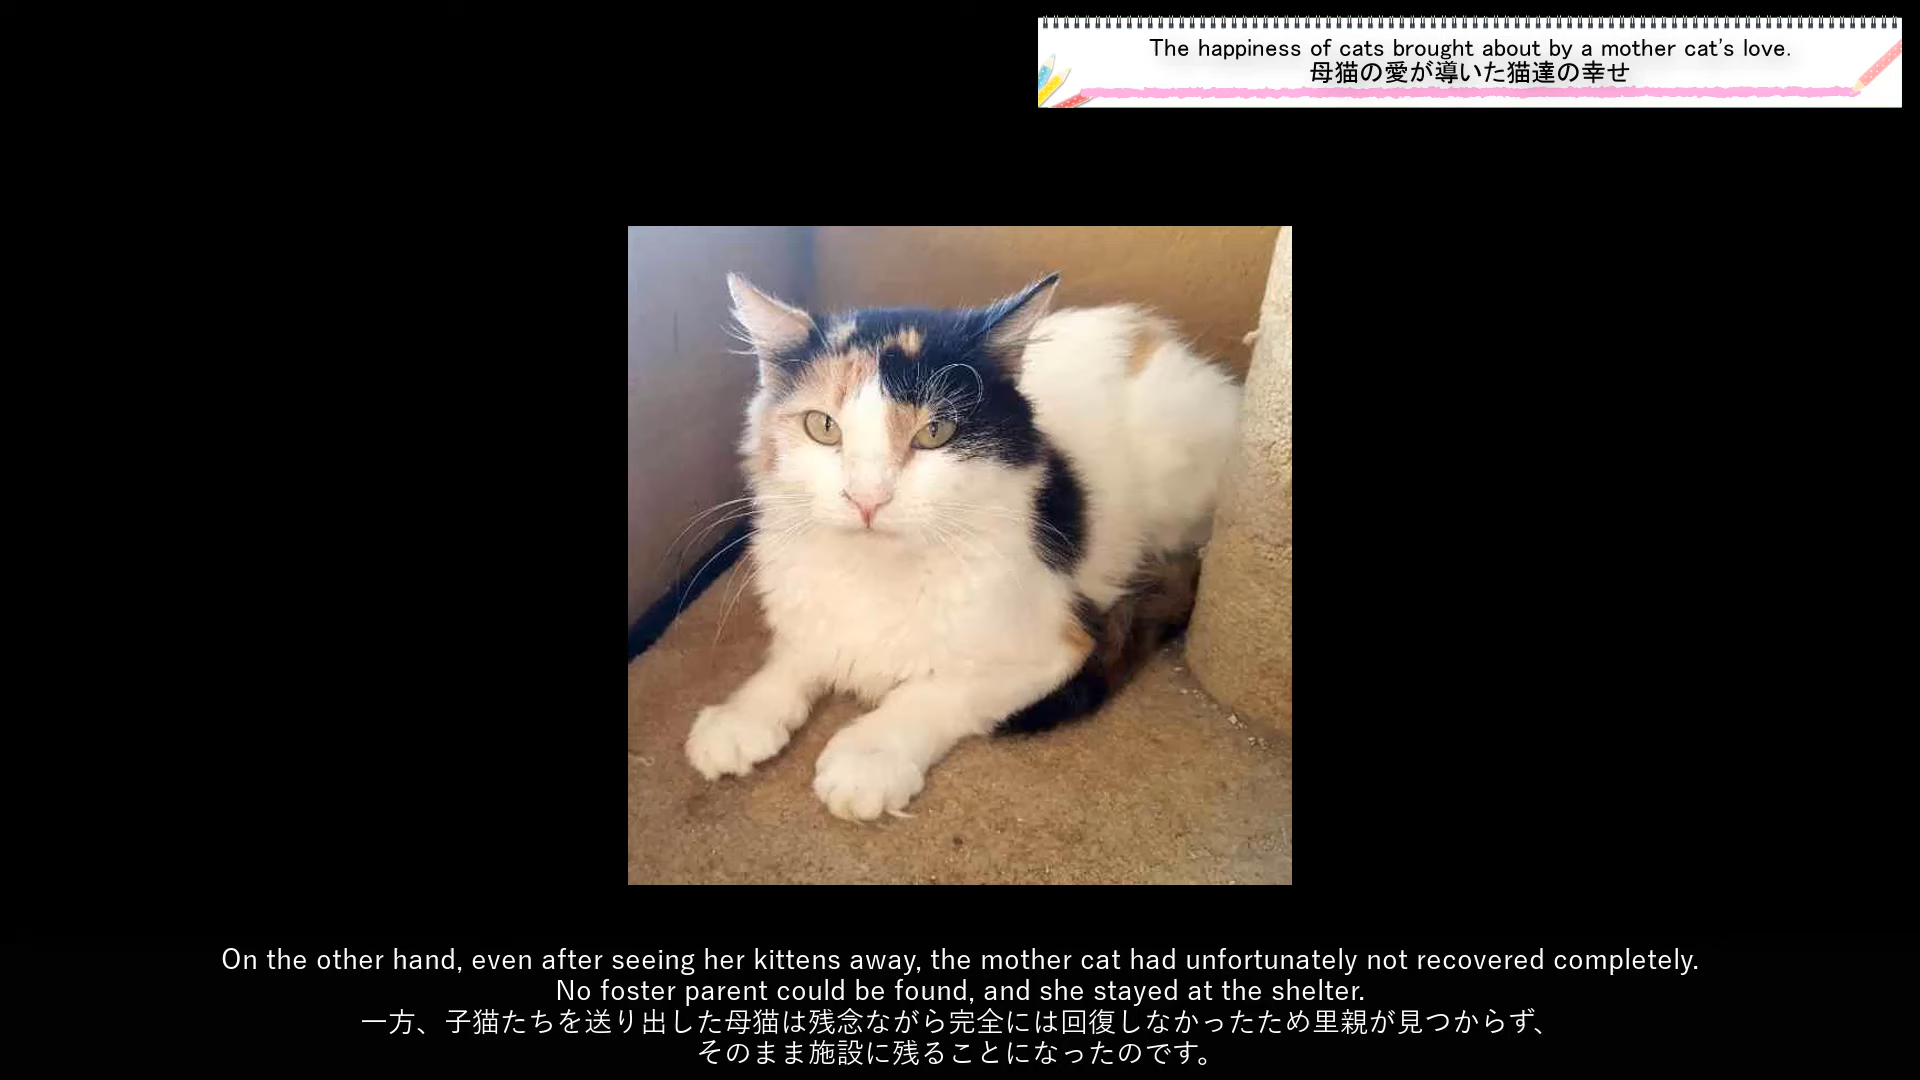 The happiness of cats brought about by a mother cat's love.
母猫の愛が導いた猫達の幸せ
On the other hand, even after seeing her kittens away, the mother cat had unfortunately not recovered completely.
No foster parent could be found, and she stayed at the shelter.
一方、子猫たちを送り出した母猫は残念ながら完全には回復しなかったため里親が見つからず、
そのまま施設に残ることになったのです。